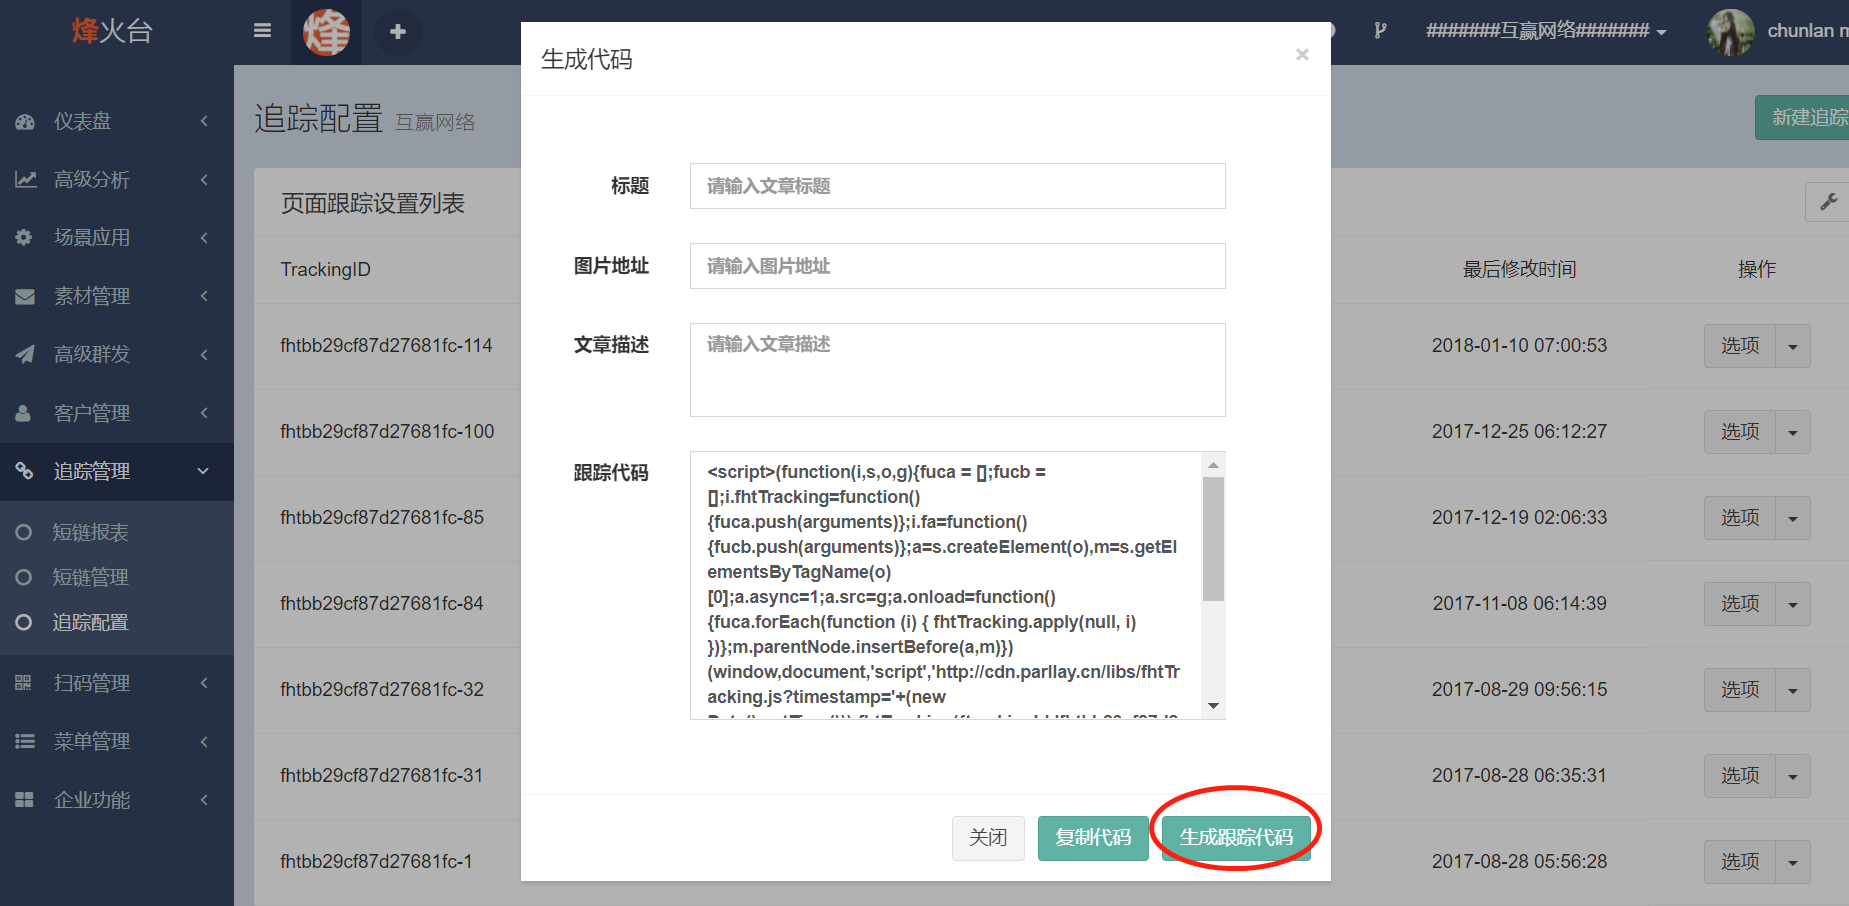 烽火台
烽
#######互赢网络#######
chunlan m
仪表盘
高级分析
场景应用
素材管理
高级群发
客户管理
追踪管理
短链报表
短链管理
追踪配置
扫码管理
菜单管理
企业功能
追踪配置 互赢网络
新建追踪
页面跟踪设置列表
TrackingID
最后修改时间
操作
fhtbb29cf87d27681fc-114
2018-01-10 07:00:53
选项
fhtbb29cf87d27681fc-100
2017-12-25 06:12:27
选项
fhtbb29cf87d27681fc-85
2017-12-19 02:06:33
选项
fhtbb29cf87d27681fc-84
2017-11-08 06:14:39
选项
fhtbb29cf87d27681fc-32
2017-08-29 09:56:15
选项
fhtbb29cf87d27681fc-31
2017-08-28 06:35:31
选项
fhtbb29cf87d27681fc-1
2017-08-28 05:56:28
选项
生成代码
×
标题
请输入文章标题
图片地址
请输入图片地址
文章描述
请输入文章描述
跟踪代码
<script>(function(i,s,o,g){fuca = [];fucb =
[];i.fhtTracking=function()
{fuca.push(arguments)};i.fa=function()
{fucb.push(arguments)};a=s.createElement(o),m=s.getEl
ementsByTagName(o)
[0];a.async=1;a.src=g;a.onload=function()
{fuca.forEach(function (i) { fhtTracking.apply(null, i)
})};m.parentNode.insertBefore(a,m)})
(window,document,'script','http://cdn.parllay.cn/libs/fhtTr
acking.js?timestamp='+(new
关闭
复制代码
生成跟踪代码